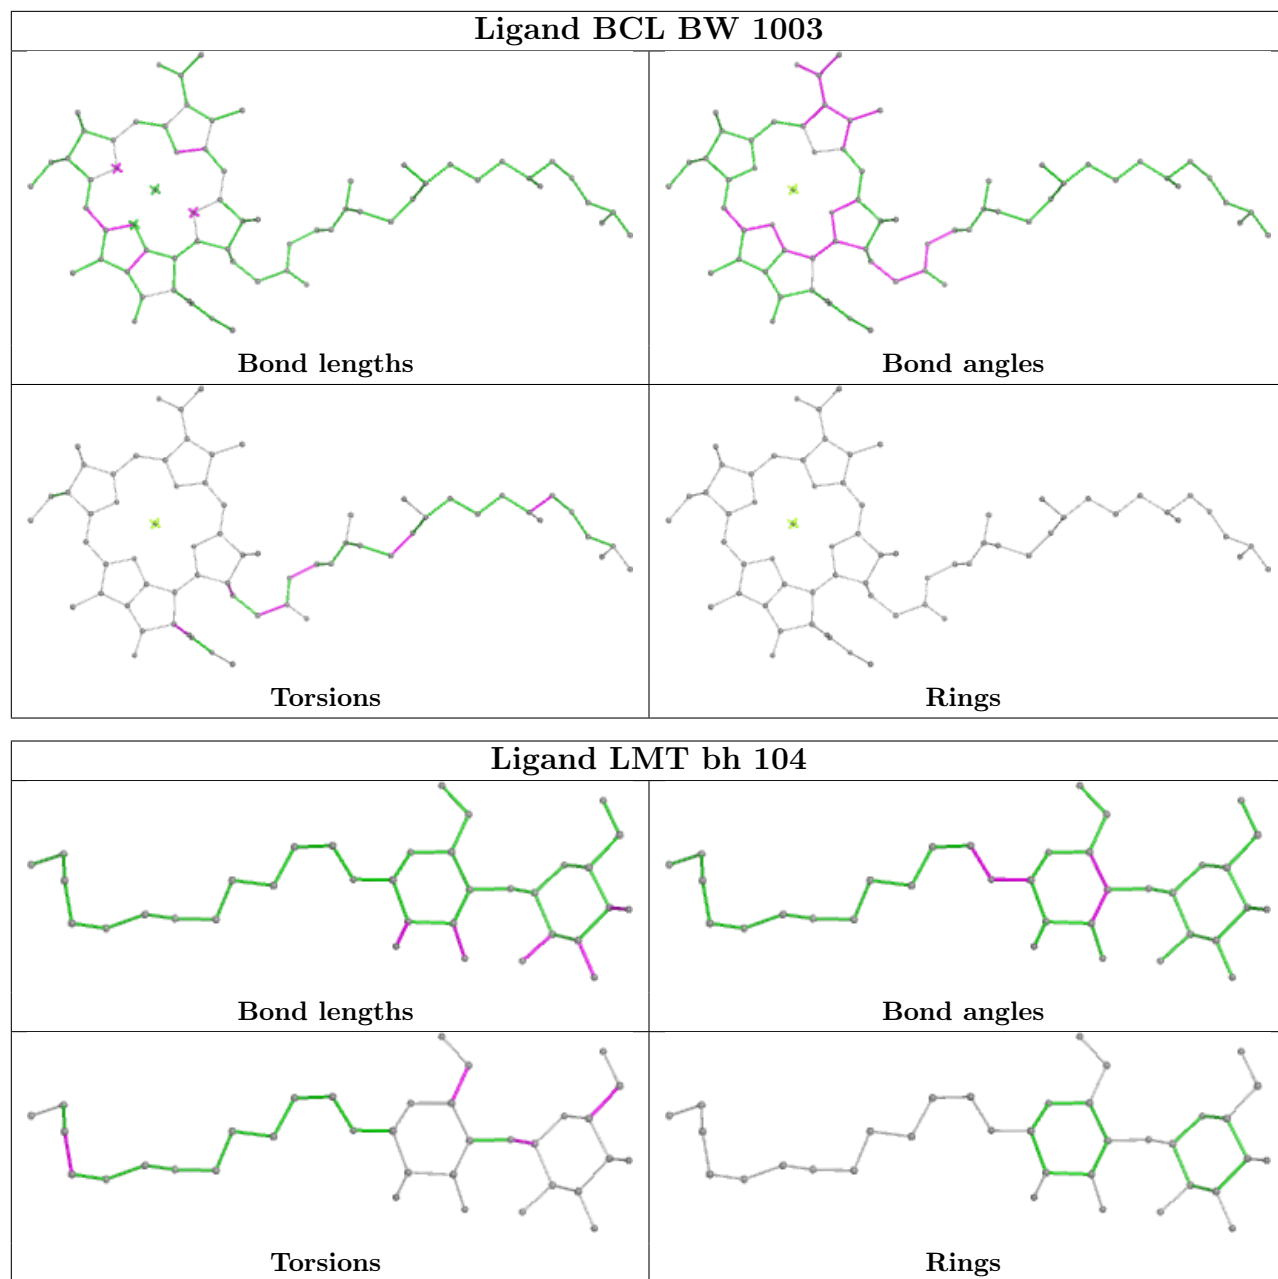 Ligand BCL BW 1003
Bond lengths
Bond angles
Torsions
Rings
Ligand LMT bh 104
Bond lengths
Bond angles
Torsions
Rings